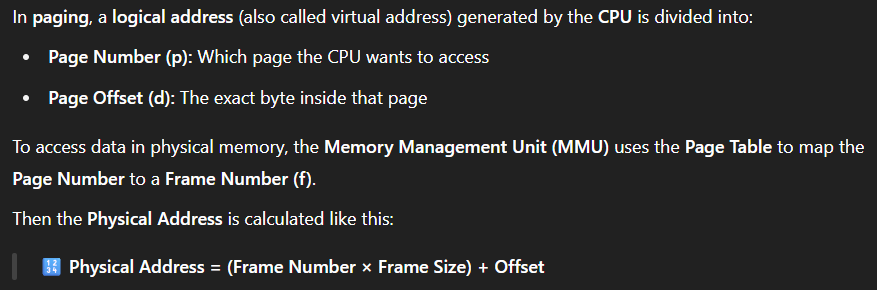 In paging, a logical address (also called virtual address) generated by the CPU is divided into:
• Page Number (p): Which page the CPU wants to access
• Page Offset (d): The exact byte inside that page
To access data in physical memory, the Memory Management Unit (MMU) uses the Page Table to map the
Page Number to a Frame Number (f).
Then the Physical Address is calculated like this:
🔢 Physical Address = (Frame Number × Frame Size) + Offset